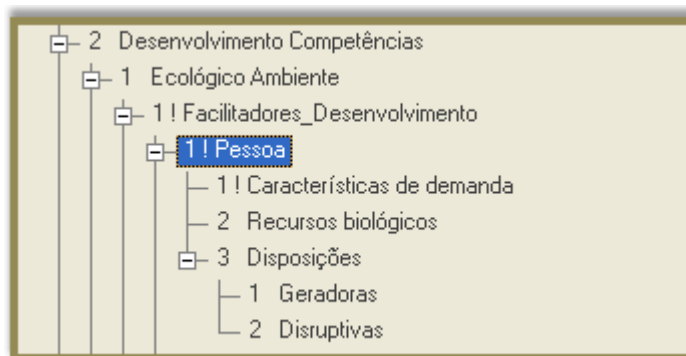 2 Desenvolvimento Competências
1 Ecológico Ambiente
1 ! Facilitadores_Desenvolvimento
1 ! Pessoa
1 ! Características de demanda
2 Recursos biológicos
3 Disposições
1 Geradoras
2 Disruptivas